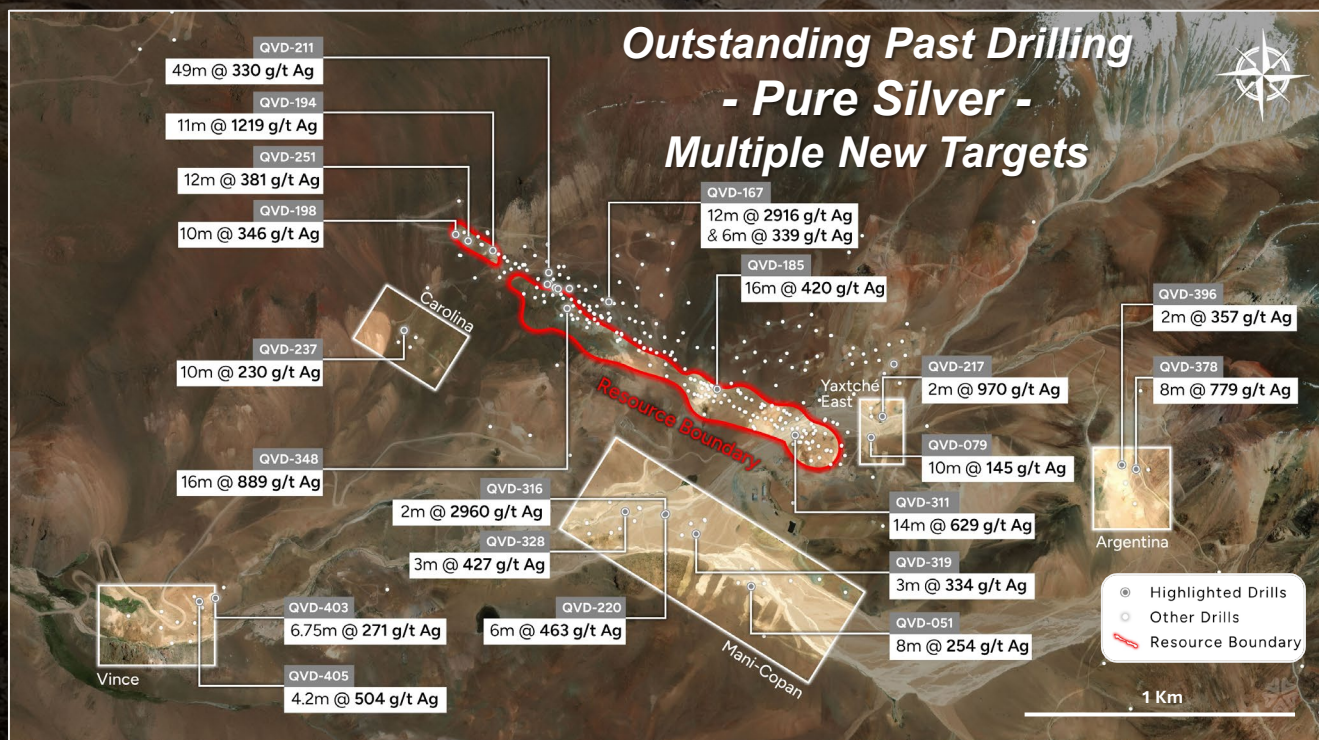 Outstanding Past Drilling
- Pure Silver -
Multiple New Targets
QVD-211
49m @ 330 g/t Ag
QVD-194
11m @ 1219 g/t Ag
QVD-251
12m @ 381 g/t Ag
QVD-198
10m @ 346 g/t Ag
QVD-167
12m @ 2916 g/t Ag
& 6m @ 339 g/t Ag
QVD-185
16m @ 420 g/t Ag
QVD-396
2m @ 357 g/t Ag
Carolina
QVD-237
10m @ 230 g/t Ag
QVD-217
2m @ 970 g/t Ag
QVD-378
8m @ 779 g/t Ag
Yaxtché
East
Resource Boundary
QVD-079
10m @ 145 g/t Ag
QVD-348
16m @ 889 g/t Ag
QVD-316
2m @ 2960 g/t Ag
QVD-311
14m @ 629 g/t Ag
Argentina
QVD-328
3m @ 427 g/t Ag
QVD-319
3m @ 334 g/t Ag
QVD-403
6.75m @ 271 g/t Ag
QVD-220
6m @ 463 g/t Ag
QVD-051
8m @ 254 g/t Ag
Mani-Copan
Vince
QVD-405
4.2m @ 504 g/t Ag
Highlighted Drills
Other Drills
Resource Boundary
1 Km